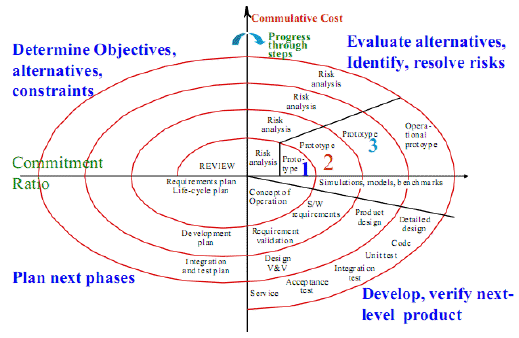 Commulative Cost
Progress
through
steps
Determine Objectives,
alternatives,
constraints
Evaluate alternatives,
Identify, resolve risks
Risk
analysis
Risk
analysis
Risk
analysis
Risk
analysis
Proto-
type
1
Prototype
2
Prototype
3
Opera-
tional
protoype
Commitment
Ratio
REVIEW
Requirements plan
Life-cycle plan
Simulations, models, benchmarks
Concept of
Operation
S/W
requirements
Product
design
Detailed
design
Development
plan
Requirement
validation
Code
Integration
and test plan
Design
V&V
Unit test
Integration
test
Acceptance
test
Service
Plan next phases
Develop, verify next-
level product